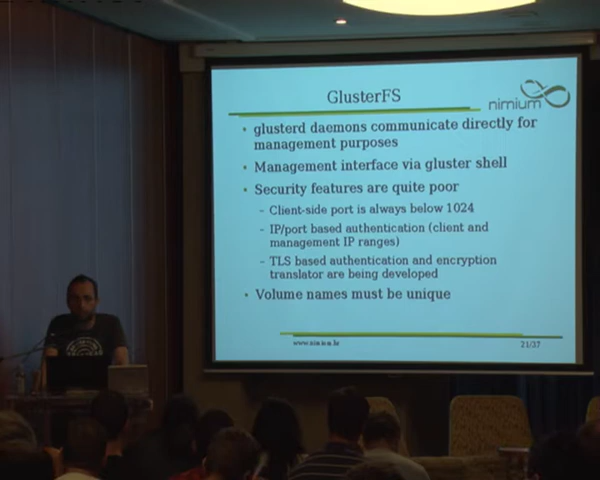 GlusterFS
nimium
• glusterd daemons communicate directly for
management purposes
• Management interface via gluster shell
• Security features are quite poor
– Client-side port is always below 1024
– IP/port based authentication (client and
management IP ranges)
– TLS based authentication and encryption
translator are being developed
• Volume names must be unique
21/37